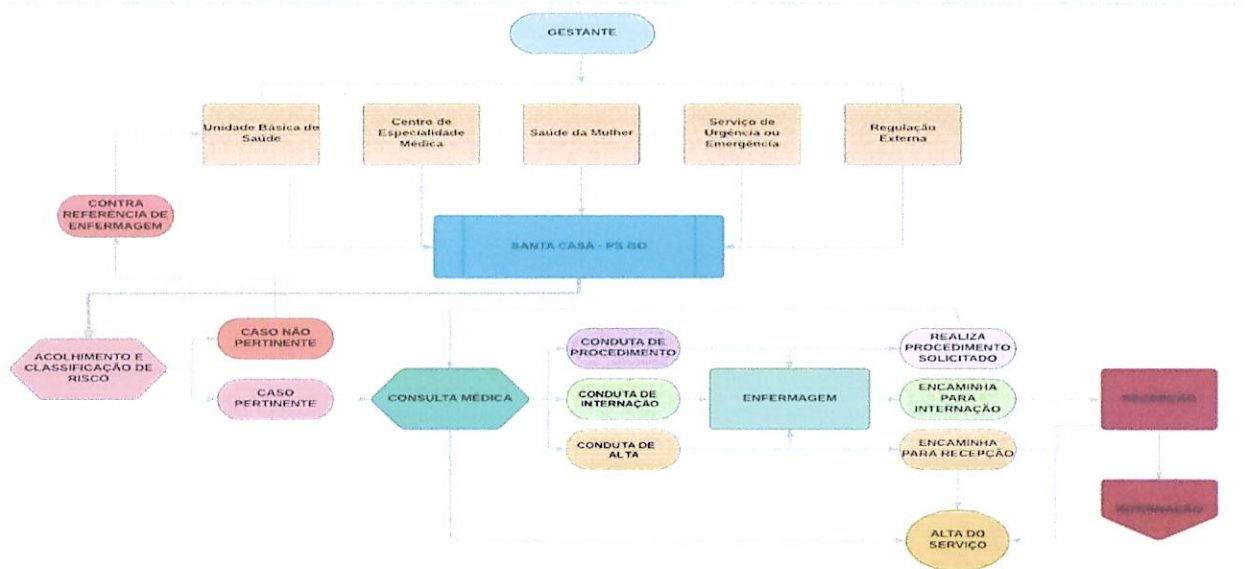 GESTANTE
Unidade Básica de
Saúde
Centro de
Especialidade
Médica
Saúde da Mulher
Serviço de
Urgência ou
Emergência
Regulação
Externa
CONTRA
REFERÊNCIA DE
ENFERMAGEM
SANTA CASA - PS GO
ACOLHIMENTO E
CLASSIFICAÇÃO DE
RISCO
CASO NÃO
PERTINENTE
CASO
PERTINENTE
CONSULTA MÉDICA
CONDUTA DE
PROCEDIMENTO
CONDUTA DE
INTERNAÇÃO
CONDUTA DE
ALTA
ENFERMAGEM
REALIZA
PROCEDIMENTO
SOLICITADO
ENCAMINHA
PARA
INTERNAÇÃO
ENCAMINHA
PARA RECEPÇÃO
RECEPÇÃO
INTERNAÇÃO
ALTA DO
SERVIÇO